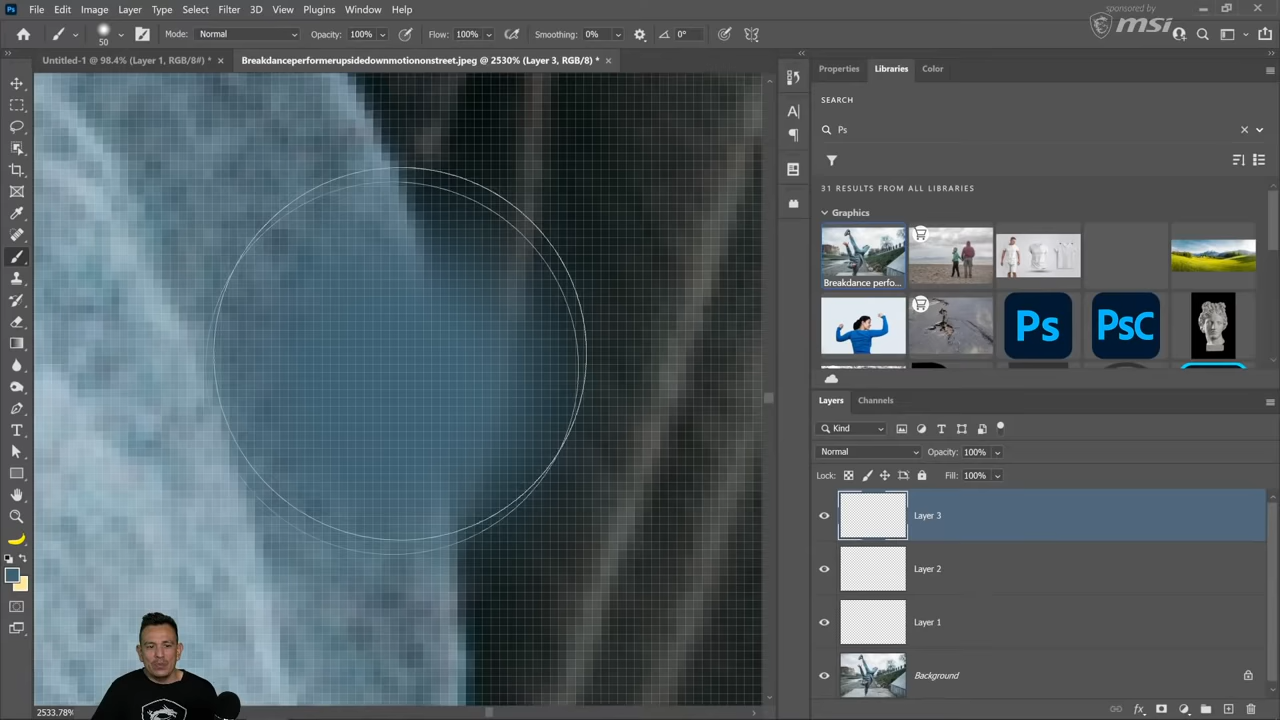 Ps File Edit Image Layer Type Select Filter 3D View Plugins Window Help
sponsored by
msi
50 Mode: Normal Opacity: 100% Flow: 100% Smoothing: 0% 0°
Untitled-1 @ 98.4% (Layer 1, RGB/8#) * × Breakdanceperformerupsidedownmotiononstreet.jpeg @ 2530% (Layer 3, RGB/8) * ×
Properties Libraries Color
SEARCH
Ps
31 RESULTS FROM ALL LIBRARIES
Graphics
Breakdance perfo...
Ps PsC
Layers Channels
Kind
Normal Opacity: 100%
Lock: Fill: 100%
Layer 3
Layer 2
Layer 1
Background
2533.78%
fx